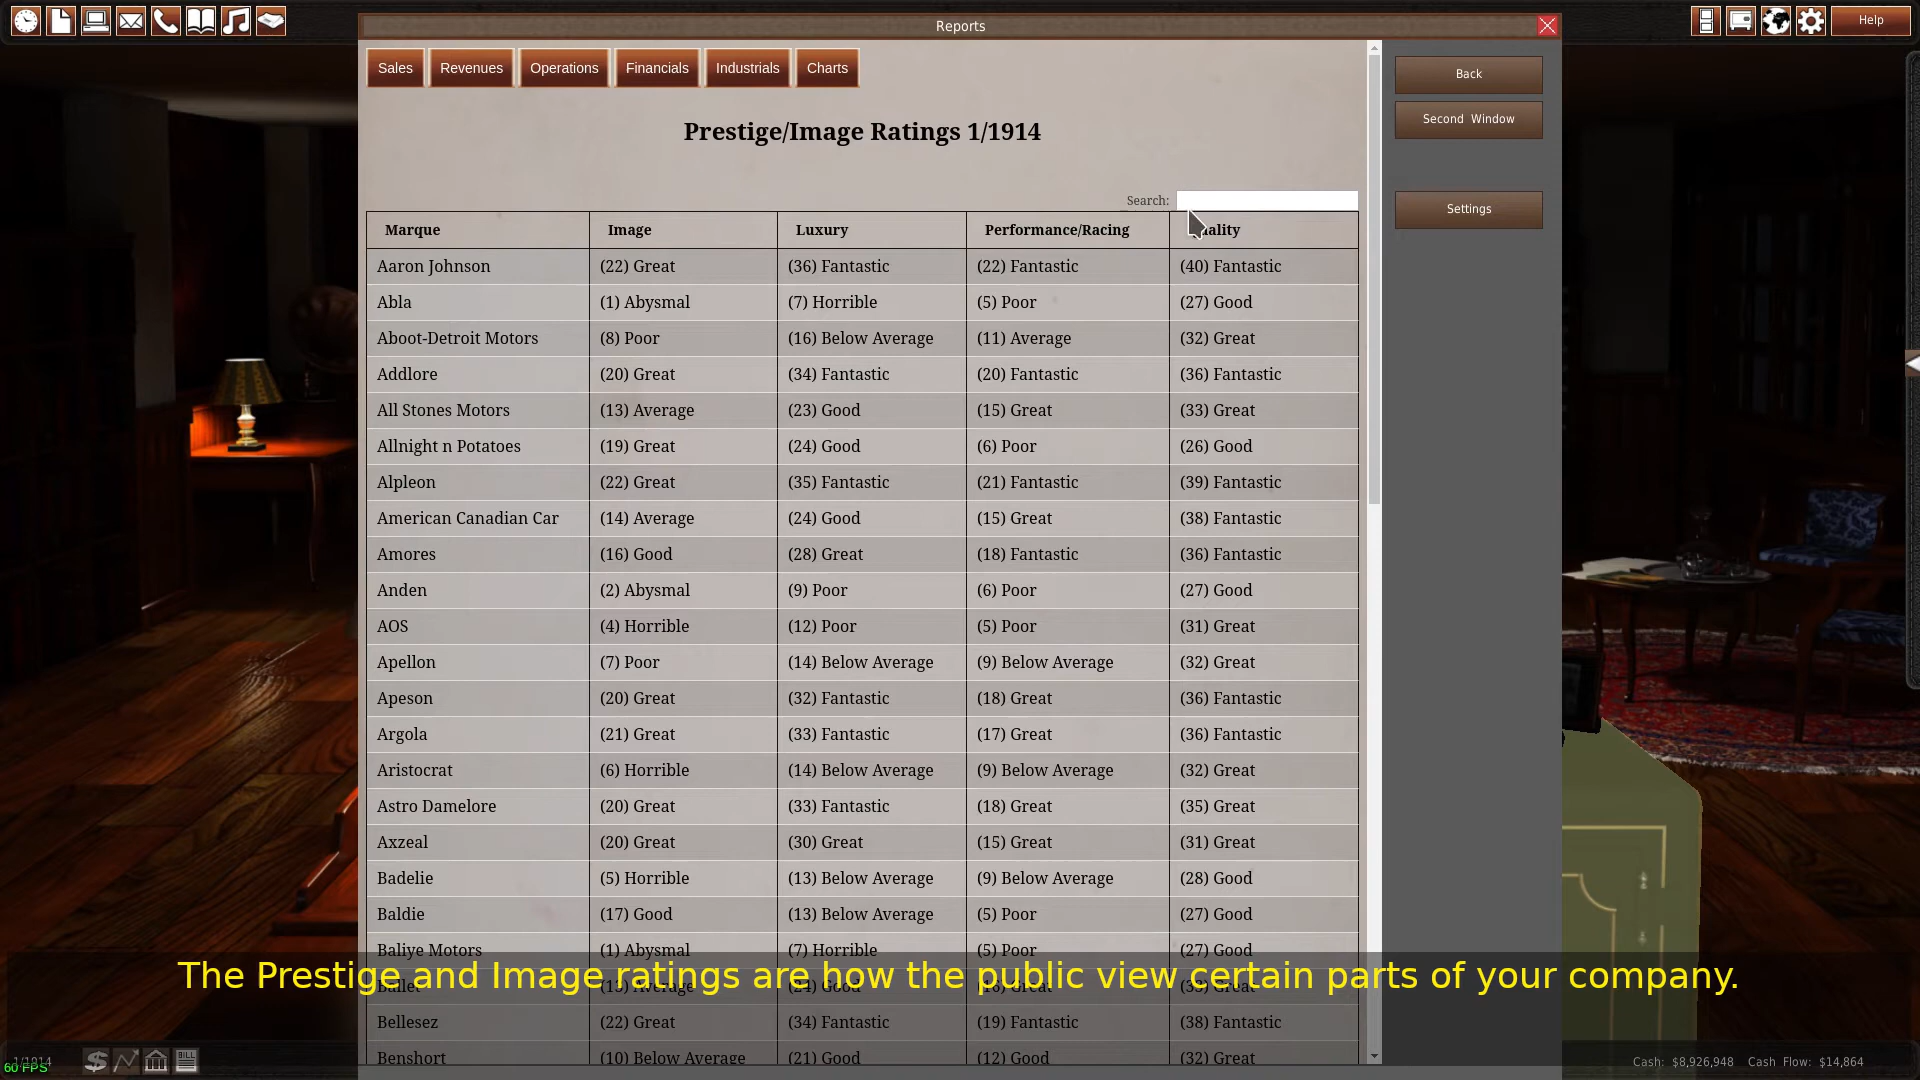 Reports
Help
Sales Revenues Operations Financials Industrials Charts
Back
Second Window
Settings
Prestige/Image Ratings 1/1914
Search:
Marque Image Luxury Performance/Racing ality
Aaron Johnson (22) Great (36) Fantastic (22) Fantastic (40) Fantastic
Abla (1) Abysmal (7) Horrible (5) Poor (27) Good
Aboot-Detroit Motors (8) Poor (16) Below Average (11) Average (32) Great
Addlore (20) Great (34) Fantastic (20) Fantastic (36) Fantastic
All Stones Motors (13) Average (23) Good (15) Great (33) Great
Allnight n Potatoes (19) Great (24) Good (6) Poor (26) Good
Alpleon (22) Great (35) Fantastic (21) Fantastic (39) Fantastic
American Canadian Car (14) Average (24) Good (15) Great (38) Fantastic
Amores (16) Good (28) Great (18) Fantastic (36) Fantastic
Anden (2) Abysmal (9) Poor (6) Poor (27) Good
AOS (4) Horrible (12) Poor (5) Poor (31) Great
Apellon (7) Poor (14) Below Average (9) Below Average (32) Great
Apeson (20) Great (32) Fantastic (18) Great (36) Fantastic
Argola (21) Great (33) Fantastic (17) Great (36) Fantastic
Aristocrat (6) Horrible (14) Below Average (9) Below Average (32) Great
Astro Damelore (20) Great (33) Fantastic (18) Great (35) Great
Axzeal (20) Great (30) Great (15) Great (31) Great
Badelie (5) Horrible (13) Below Average (9) Below Average (28) Good
Baldie (17) Good (13) Below Average (5) Poor (27) Good
Baliye Motors (1) Abysmal (7) Horrible (5) Poor (27) Good
The Prestige and Image ratings are how the public view certain parts of your company.
Bellesez (22) Great (34) Fantastic (19) Fantastic (38) Fantastic
Benshort (10) Below Average (21) Good (12) Good (32) Great
1/1914
60 FPS
BILL
Cash: $8,926,948 Cash Flow: $14,864